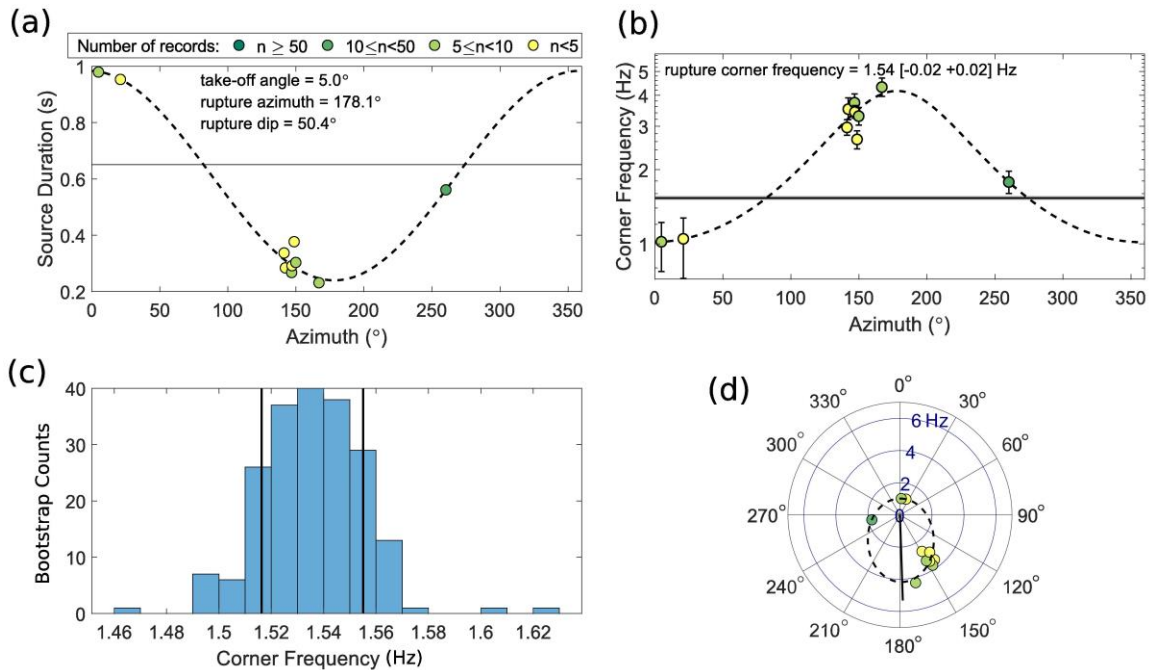 (a)
Number of records: n ≥ 50 10≤n<50 5≤n<10 n<5
take-off angle = 5.0°
rupture azimuth = 178.1°
rupture dip = 50.4°
1
0.8
0.6
0.4
0.2
Source Duration (s)
0 50 100 150 200 250 300 350
Azimuth (°)
(b)
rupture corner frequency = 1.54 [-0.02 +0.02] Hz
5
4
3
2
1
Corner Frequency (Hz)
0 50 100 150 200 250 300 350
Azimuth (°)
(c)
40
30
20
10
0
Bootstrap Counts
1.46 1.48 1.5 1.52 1.54 1.56 1.58 1.6 1.62
Corner Frequency (Hz)
(d)
0°
330° 30°
300° 60°
270° 90°
240° 120°
210° 150°
180°
6 Hz
4
2
0